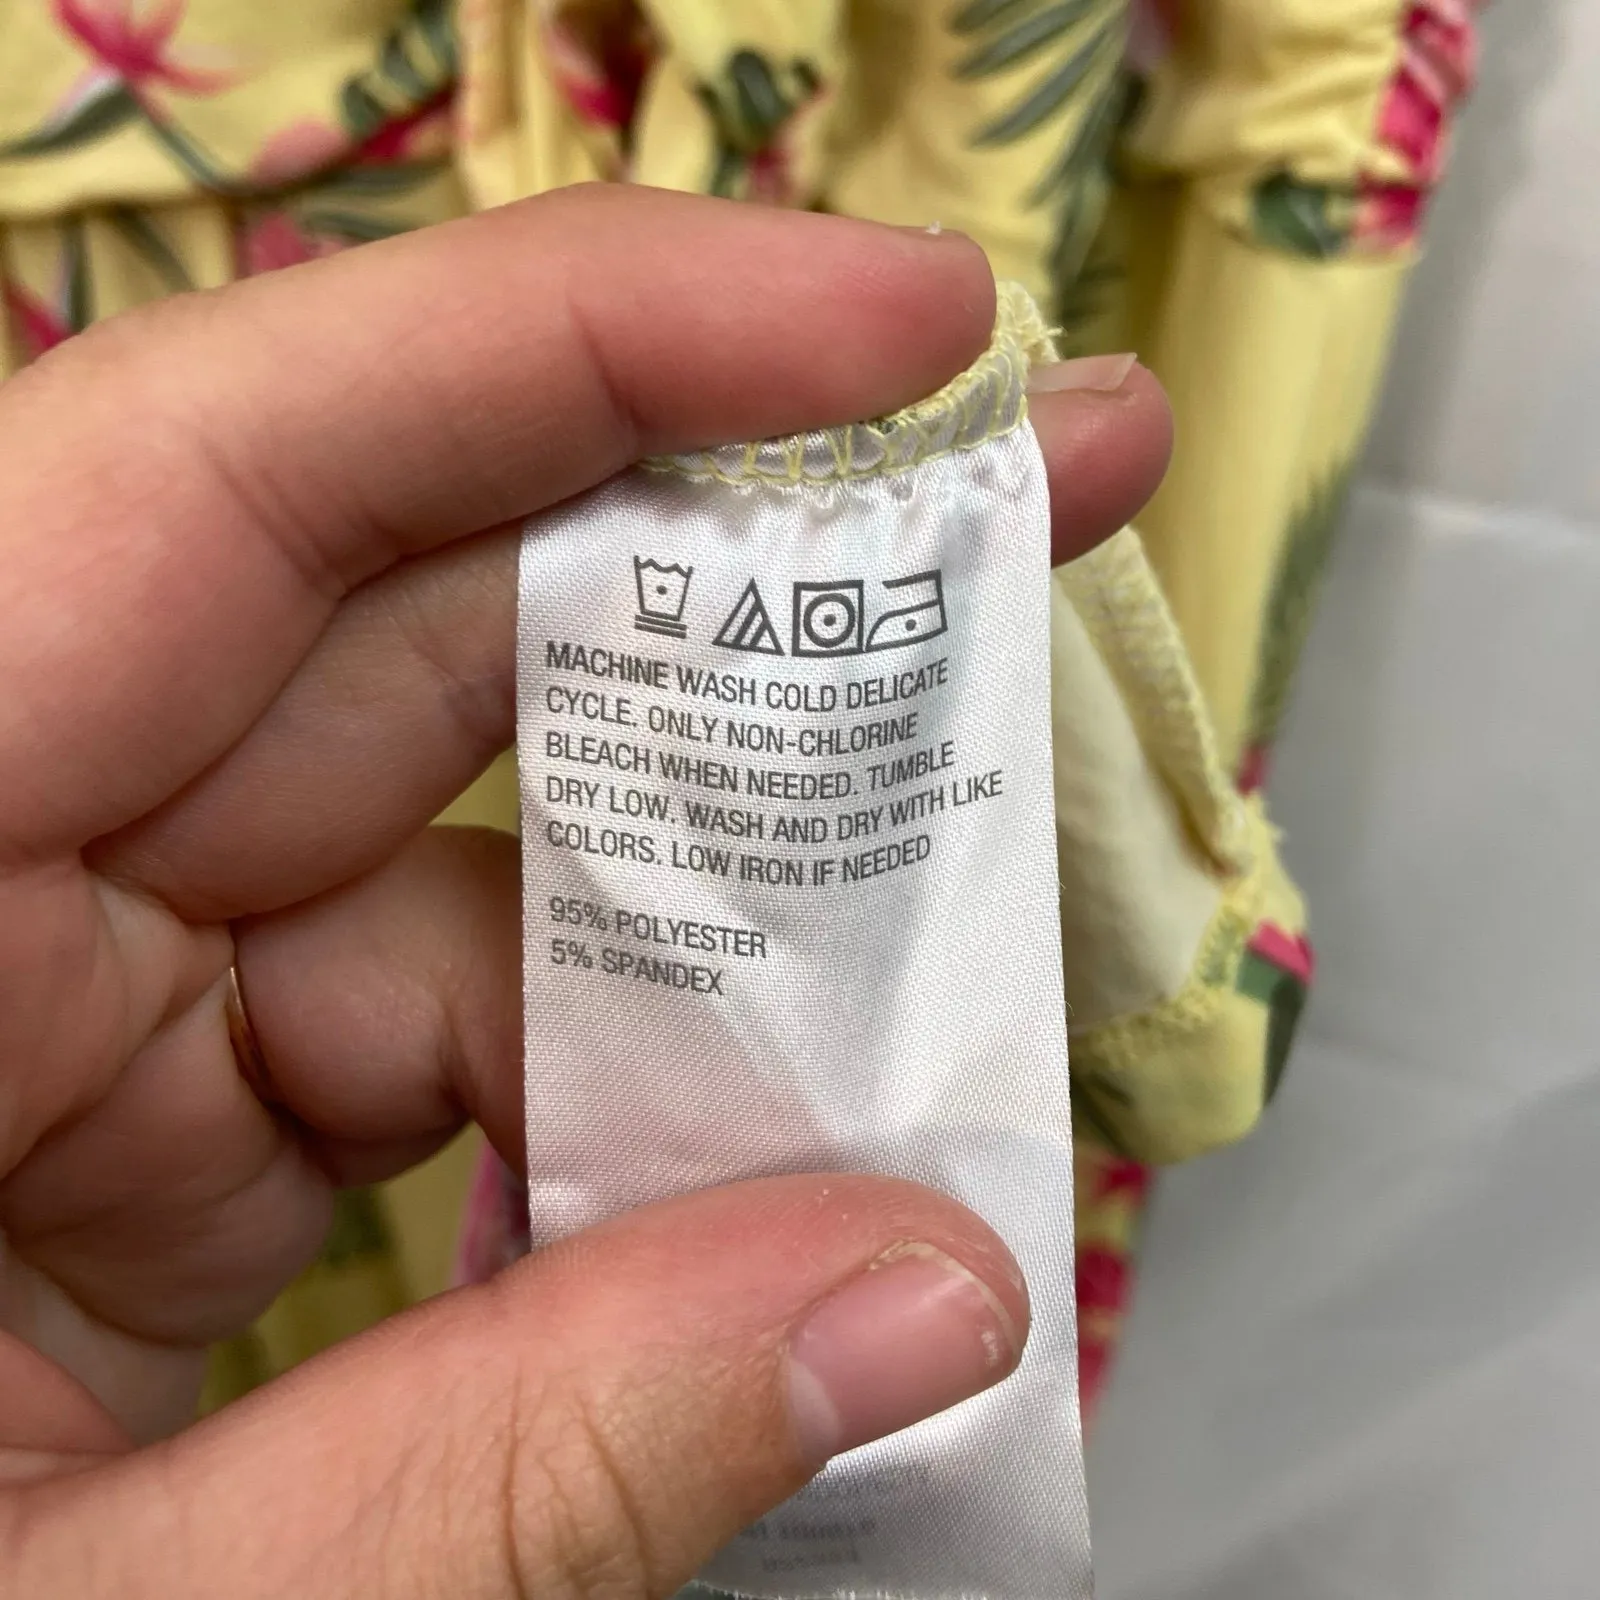 MACHINE WASH COLD DELICATE
CYCLE. ONLY NON-CHLORINE
BLEACH WHEN NEEDED. TUMBLE
DRY LOW. WASH AND DRY WITH LIKE
COLORS. LOW IRON IF NEEDED
95% POLYESTER
5% SPANDEX